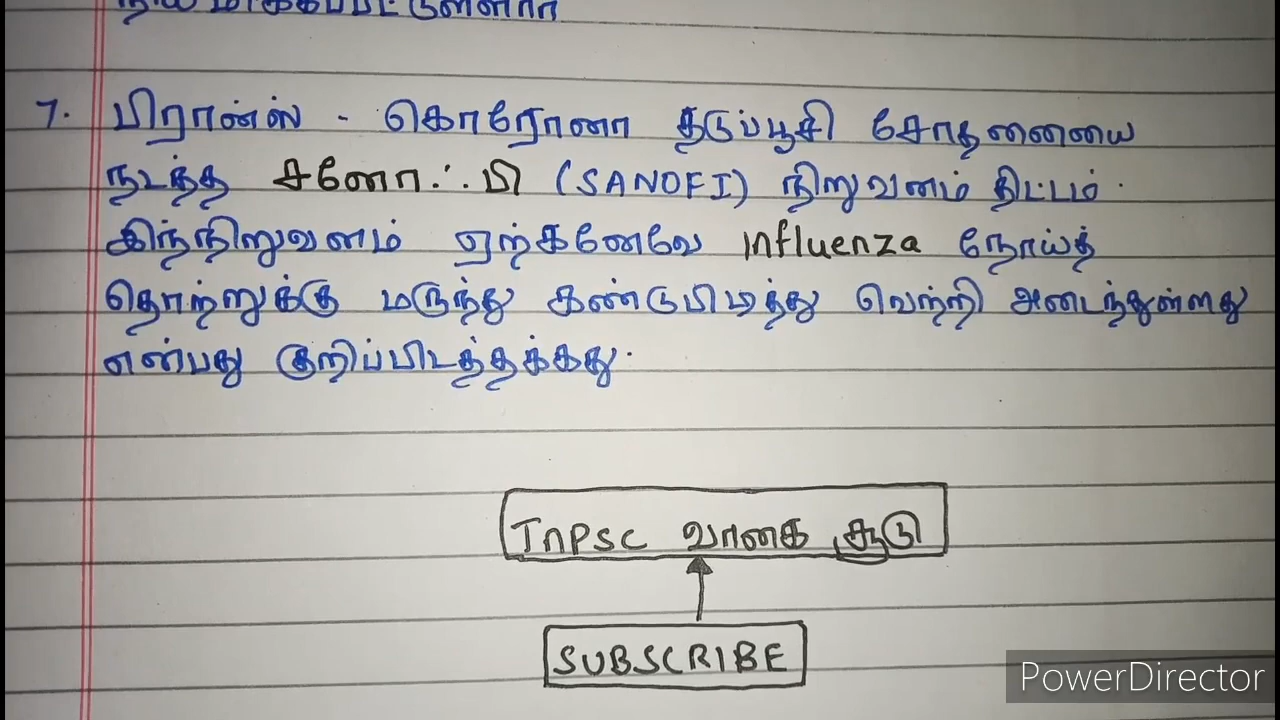 7. பிரான்ஸ் - கொரோனா தடுப்பூசி சோதனையை
நடத்த சனோஃபி (SANOFI) நிறுவனம் திட்டம்.
இந்நிறுவனம் ஏற்கனவே Influenza நோய்த்
தொற்றுக்கு மருந்து கண்டுபிடித்து வெற்றி அடைந்துள்ளது
என்பது குறிப்பிடத்தக்கது.
TNPSC வாகை சூடு
SUBSCRIBE
PowerDirector